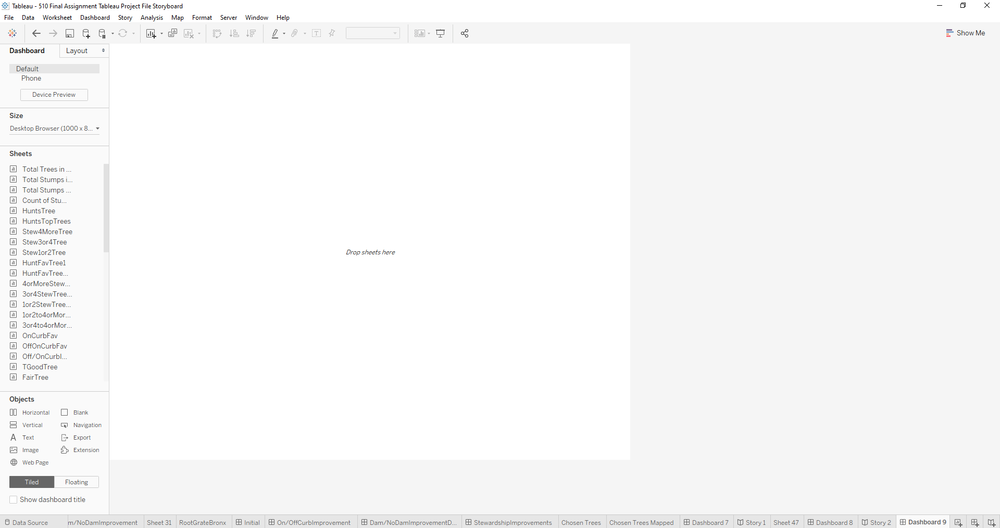 Tableau - 510 Final Assignment Tableau Project File Storyboard
File Data Worksheet Dashboard Story Analysis Map Format Server Window Help
Show Me
Dashboard Layout
Default
Phone
Device Preview
Size
Desktop Browser (1000 x 8...
Sheets
Total Trees in ...
Total Stumps i...
Total Stumps ...
Count of Stu...
HuntsTree
HuntsTopTrees
Stew4MoreTree
Stew3or4Tree
Stew1or2Tree
HuntFavTree1
HuntFavTree...
4orMoreStew...
3or4StewTree...
1or2StewTree...
1or2to4orMor...
3or4to4orMor...
OnCurbFav
OffOnCurbFav
Off/OnCurbI...
TGoodTree
FairTree
Drop sheets here
Objects
Horizontal Blank
Vertical Navigation
Text Export
Image Extension
Web Page
Tiled Floating
Show dashboard title
Data Source m/NoDamImprovement Sheet 31 RootGrateBronx Initial On/OffCurbImprovement Dam/NoDamImprovementD... StewardshipImprovements Chosen Trees Chosen Trees Mapped Dashboard 7 Story 1 Sheet 47 Dashboard 8 Story 2 Dashboard 9